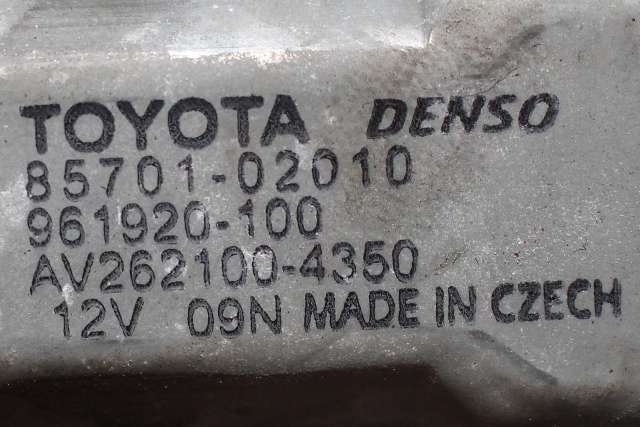 TOYOTA DENSO
85701-02010
961920-100
AV262100-4350
12V 09N MADE IN CZECH